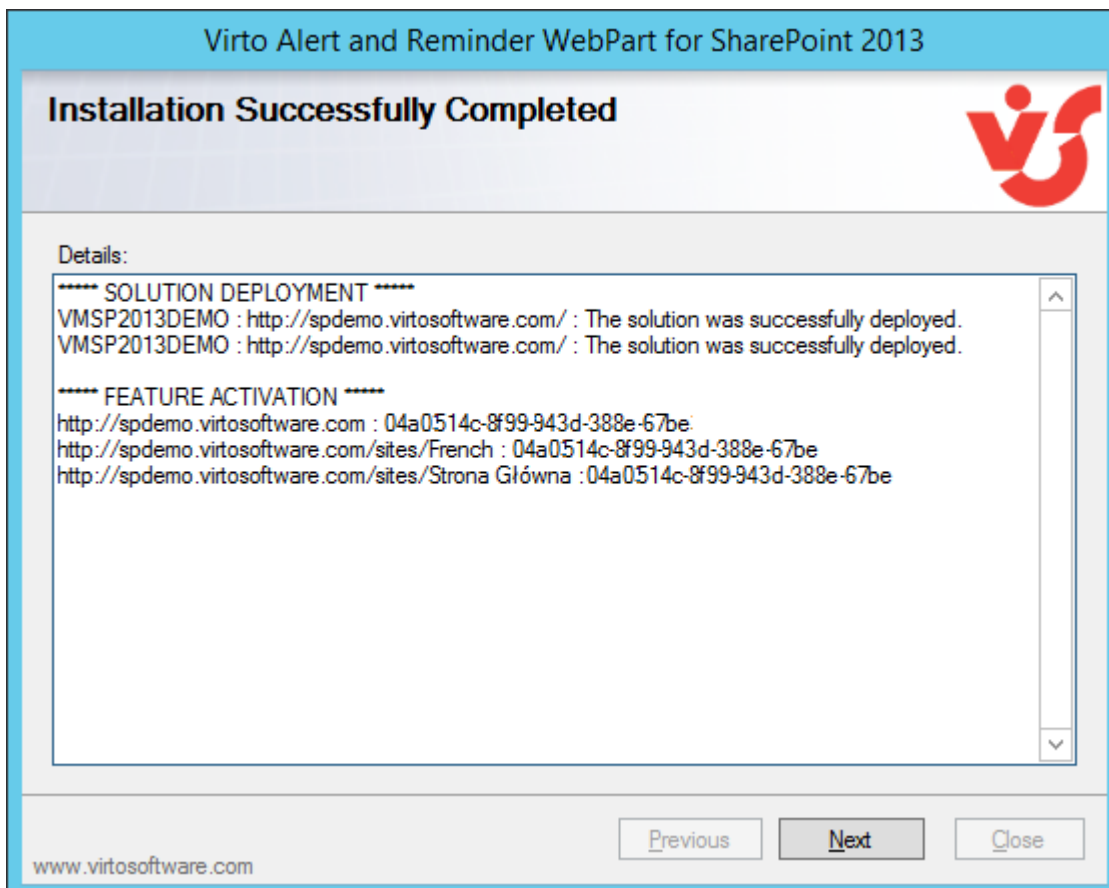 Virto Alert and Reminder WebPart for SharePoint 2013
Installation Successfully Completed
Details:
***** SOLUTION DEPLOYMENT *****
VMSP2013DEMO : http://spdemo.virtosoftware.com/ : The solution was successfully deployed.
VMSP2013DEMO : http://spdemo.virtosoftware.com/ : The solution was successfully deployed.
***** FEATURE ACTIVATION *****
http://spdemo.virtosoftware.com : 04a0514c-8f99-943d-388e-67be
http://spdemo.virtosoftware.com/sites/French : 04a0514c-8f99-943d-388e-67be
http://spdemo.virtosoftware.com/sites/Strona Główna :04a0514c-8f99-943d-388e-67be
Previous Next Close
www.virtosoftware.com